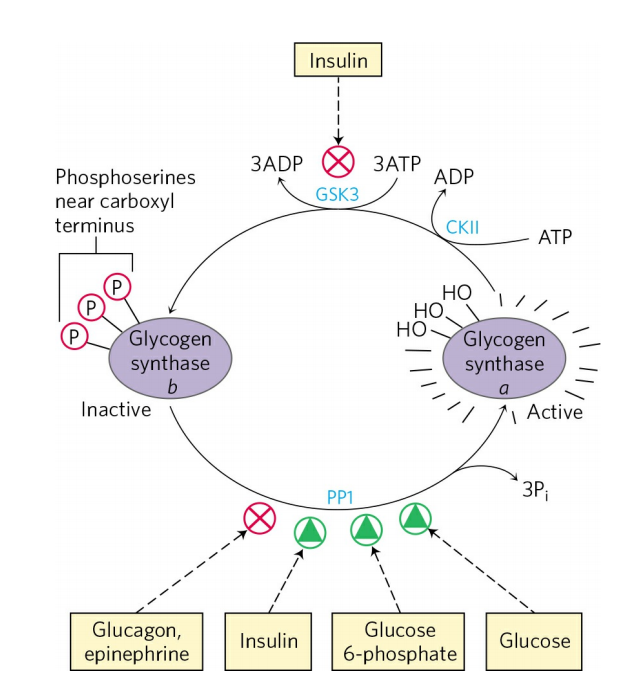 Insulin
3ADP
3ATP
GSK3
ADP
CKII
ATP
Phosphoserines
near carboxyl
terminus
P
P
P
HO
HO
HO
Glycogen
synthase
b
Glycogen
synthase
a
Inactive
Active
PP1
3Pi
Glucagon,
epinephrine
Insulin
Glucose
6-phosphate
Glucose